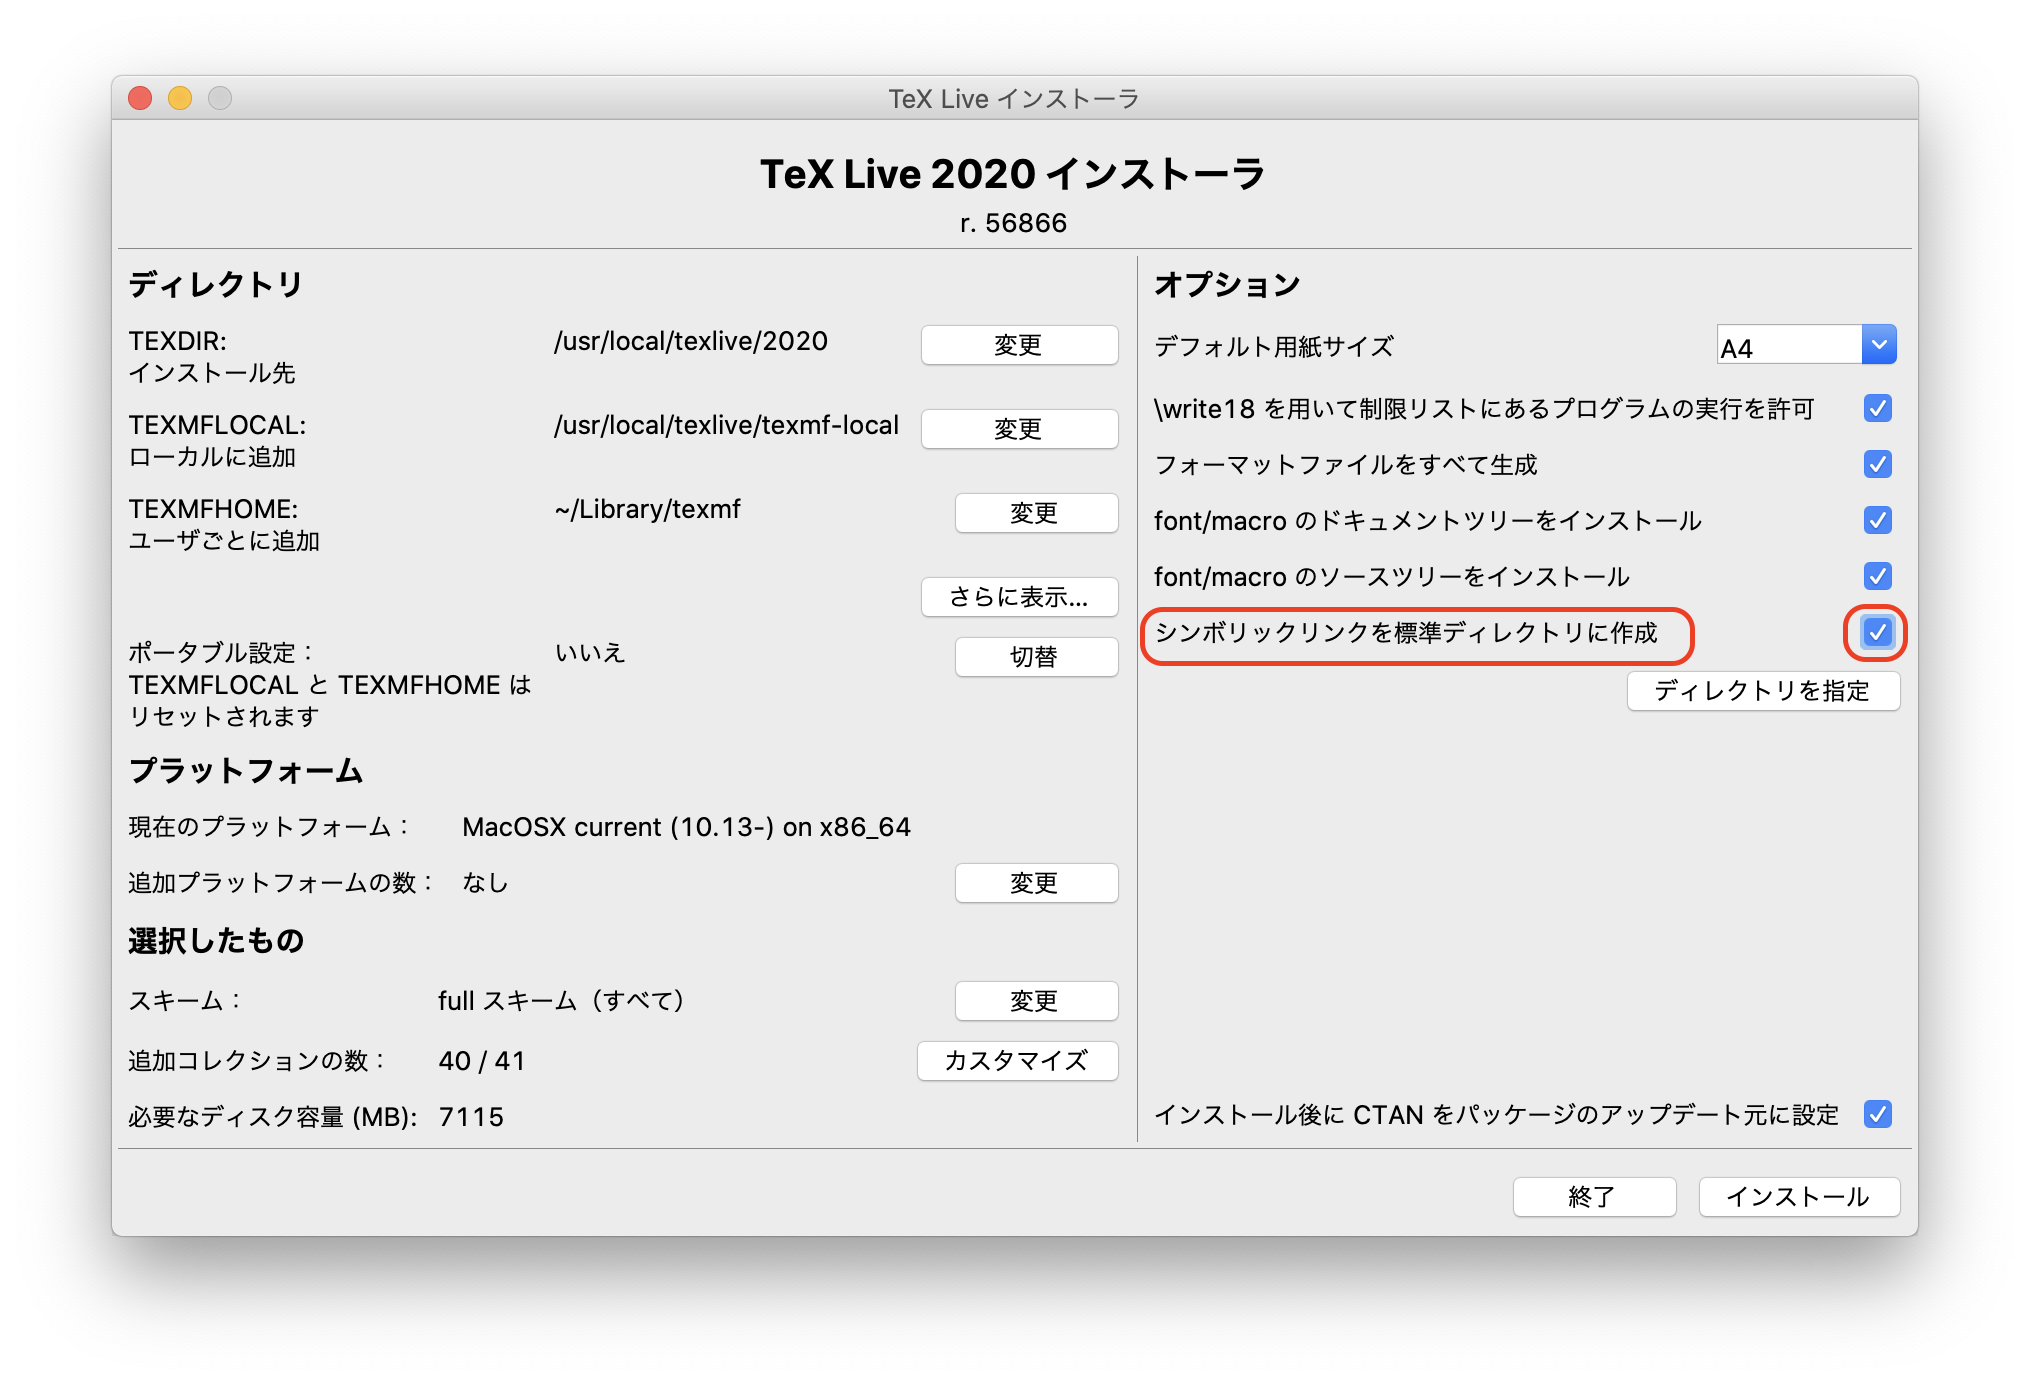 TeX Live インストーラ
TeX Live 2020 インストーラ
r. 56866
ディレクトリ
TEXDIR: /usr/local/texlive/2020 変更
インストール先
TEXMFLOCAL: /usr/local/texlive/texmf-local 変更
ローカルに追加
TEXMFHOME: ~/Library/texmf 変更
ユーザごとに追加
さらに表示...
ポータブル設定： いいえ 切替
TEXMFLOCAL と TEXMFHOME は
リセットされます
プラットフォーム
現在のプラットフォーム： MacOSX current (10.13-) on x86_64
追加プラットフォームの数： なし 変更
選択したもの
スキーム： full スキーム（すべて） 変更
追加コレクションの数： 40 / 41 カスタマイズ
必要なディスク容量 (MB): 7115
オプション
デフォルト用紙サイズ A4
\write18 を用いて制限リストにあるプログラムの実行を許可
フォーマットファイルをすべて生成
font/macro のドキュメントツリーをインストール
font/macro のソースツリーをインストール
シンボリックリンクを標準ディレクトリに作成
ディレクトリを指定
インストール後に CTAN をパッケージのアップデート元に設定
終了 インストール